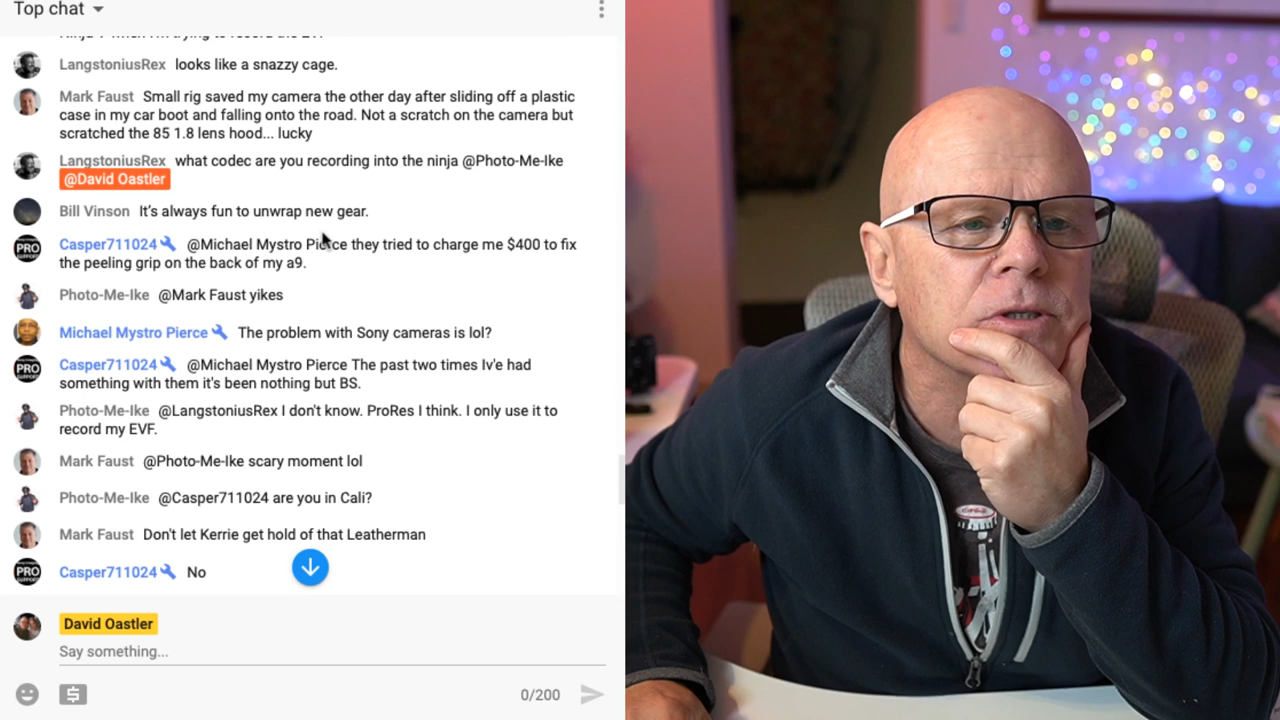 Top chat
LangstoniusRex looks like a snazzy cage.
Mark Faust Small rig saved my camera the other day after sliding off a plastic
case in my car boot and falling onto the road. Not a scratch on the camera but
scratched the 85 1.8 lens hood... lucky
LangstoniusRex what codec are you recording into the ninja @Photo-Me-Ike
@David Oastler
Bill Vinson It's always fun to unwrap new gear.
PRO
SUPPORT
Casper711024 @Michael Mystro Pierce they tried to charge me $400 to fix
the peeling grip on the back of my a9.
Photo-Me-Ike @Mark Faust yikes
Michael Mystro Pierce The problem with Sony cameras is lol?
PRO
SUPPORT
Casper711024 @Michael Mystro Pierce The past two times Iv'e had
something with them it's been nothing but BS.
Photo-Me-Ike @LangstoniusRex I don't know. ProRes I think. I only use it to
record my EVF.
Mark Faust @Photo-Me-Ike scary moment lol
Photo-Me-Ike @Casper711024 are you in Cali?
Mark Faust Don't let Kerrie get hold of that Leatherman
PRO
SUPPORT
Casper711024 No
David Oastler
Say something...
$ 0/200